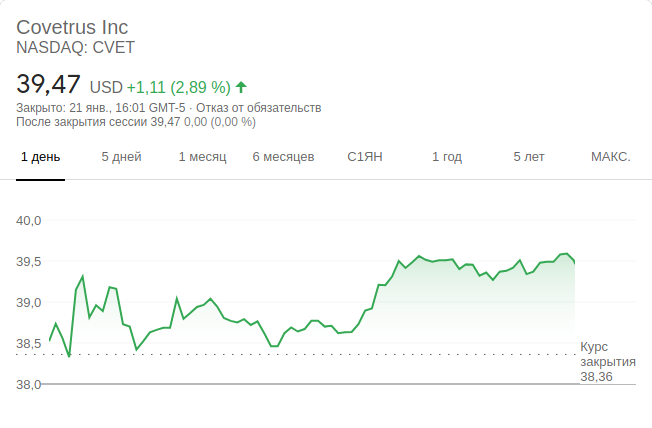 Covetrus Inc
NASDAQ: CVET
39,47 USD +1,11 (2,89 %)
Закрыто: 21 янв., 16:01 GMT-5 · Отказ от обязательств
После закрытия сессии 39,47 0,00 (0,00 %)
1 день 5 дней 1 месяц 6 месяцев С1ЯН 1 год 5 лет МАКС.
40,0
39,5
39,0
38,5
Курс
закрытия
38,36
38,0